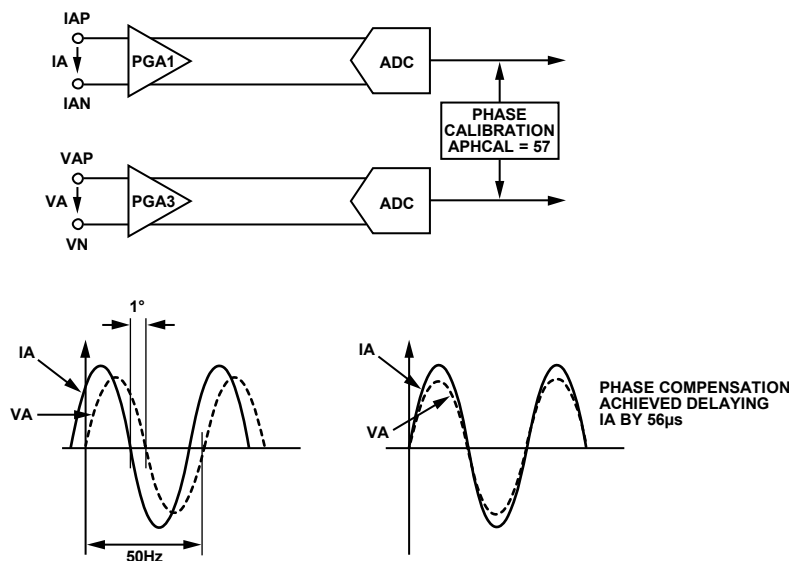 IAP
IA
PGA1
IAN
ADC
PHASE
CALIBRATION
APHCAL = 57
VAP
VA
PGA3
VN
ADC
1°
IA
VA
50Hz
IA
VA
PHASE COMPENSATION
ACHIEVED DELAYING
IA BY 56µs